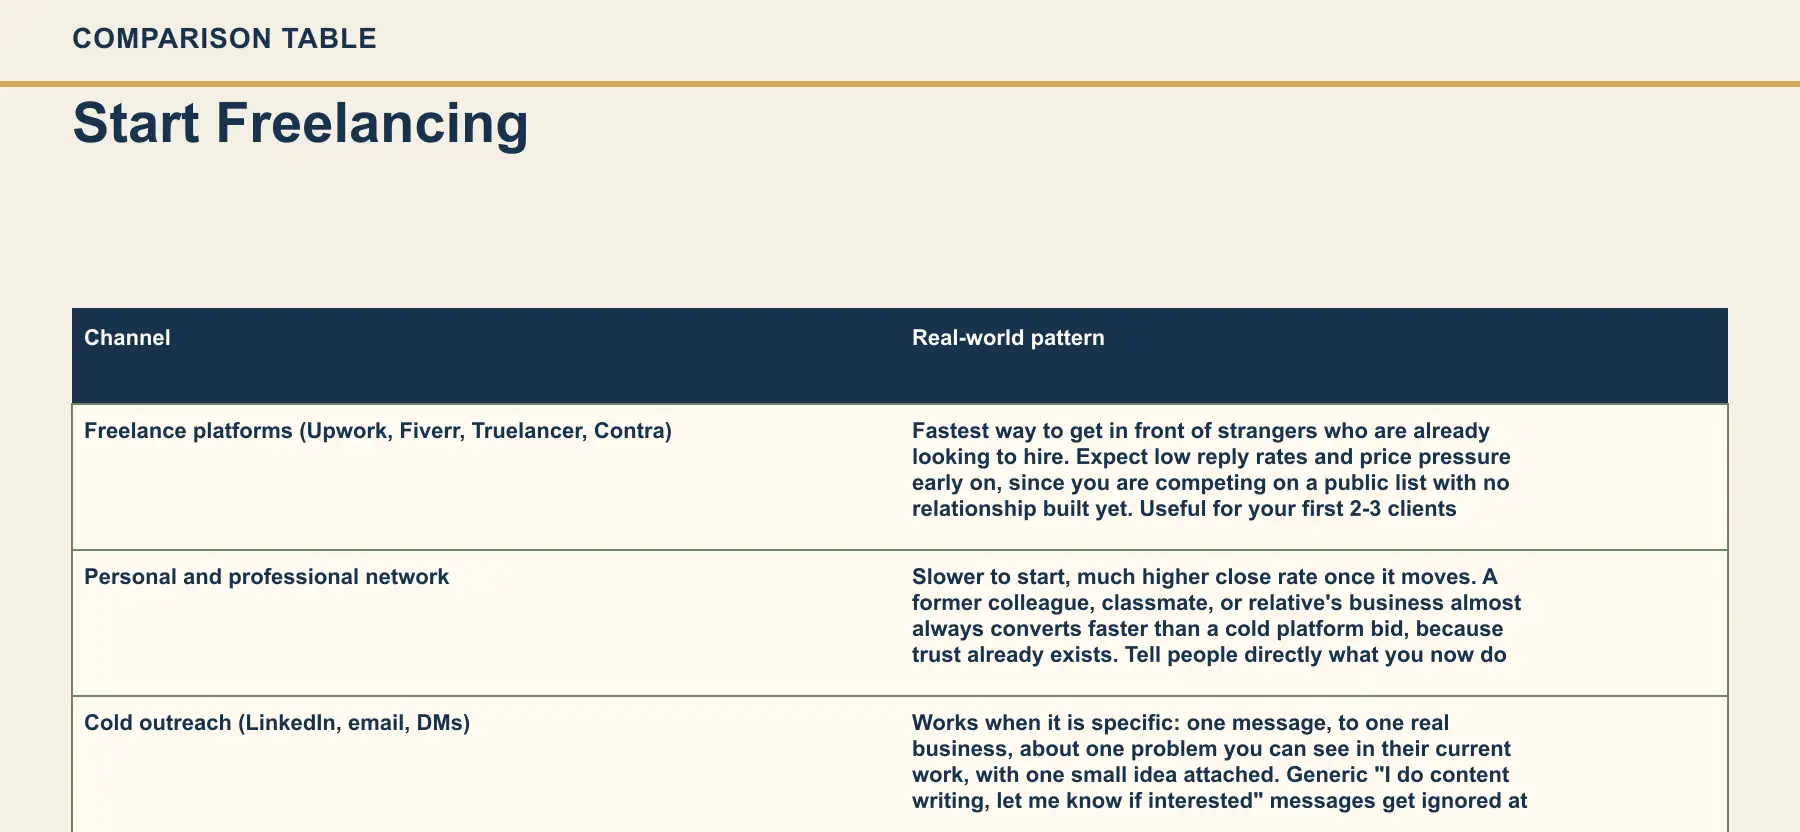 COMPARISON TABLE
Start Freelancing
Channel
Real-world pattern
Freelance platforms (Upwork, Fiverr, Truelancer, Contra)
Fastest way to get in front of strangers who are already
looking to hire. Expect low reply rates and price pressure
early on, since you are competing on a public list with no
relationship built yet. Useful for your first 2-3 clients
Personal and professional network
Slower to start, much higher close rate once it moves. A
former colleague, classmate, or relative's business almost
always converts faster than a cold platform bid, because
trust already exists. Tell people directly what you now do
Cold outreach (LinkedIn, email, DMs)
Works when it is specific: one message, to one real
business, about one problem you can see in their current
work, with one small idea attached. Generic "I do content
writing, let me know if interested" messages get ignored at